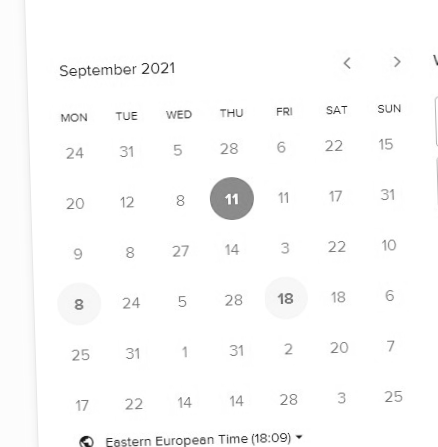 September 2021
MON TUE WED THU FRI SAT SUN
24 31 5 28 6 22 15
20 12 8 11 11 17 31
9 8 27 14 3 22 10
8 24 5 28 18 18 6
25 31 1 31 2 20 7
17 22 14 14 28 3 25
Eastern European Time (18:09)